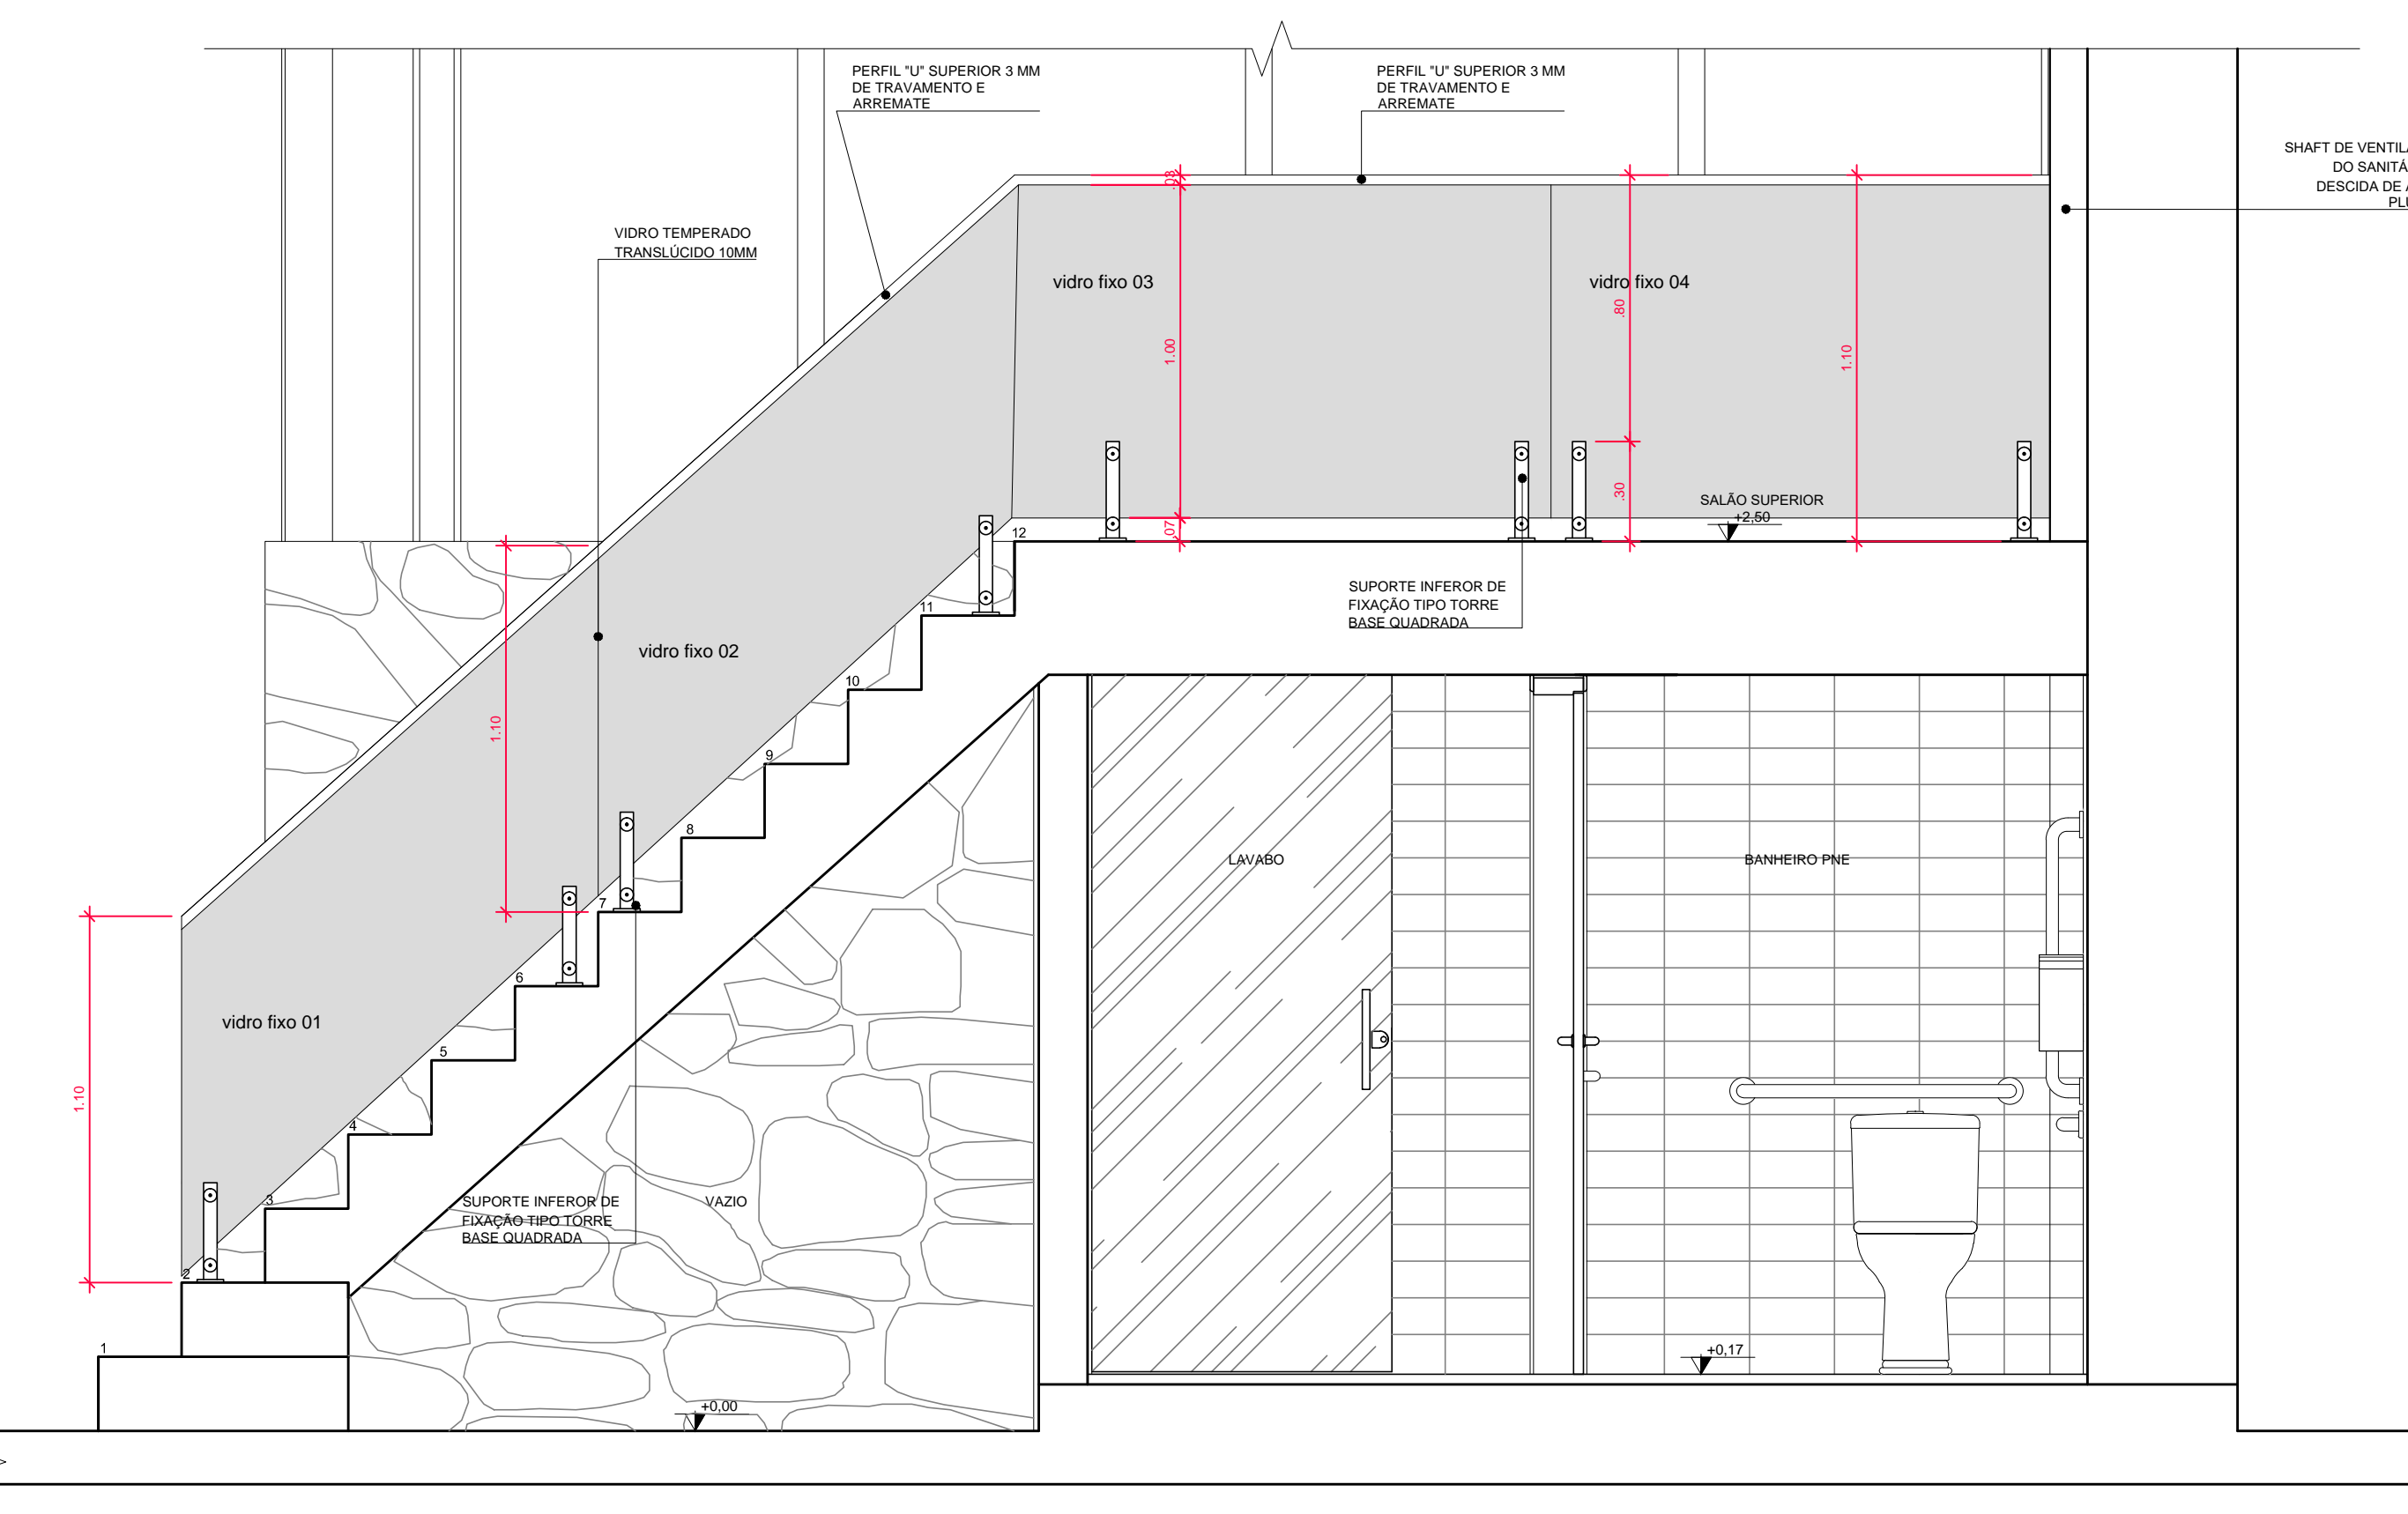 PERFIL "U" SUPERIOR 3 MM
DE TRAVAMENTO E
ARREMATE
PERFIL "U" SUPERIOR 3 MM
DE TRAVAMENTO E
ARREMATE
SHAFT DE VENTILA
DO SANITÁ
DESCIDA DE
PLU
VIDRO TEMPERADO
TRANSLÚCIDO 10MM
.03
vidro fixo 03
vidro fixo 04
.80
1.00
1.10
.30
SALÃO SUPERIOR
+2,50
.07
12
SUPORTE INFEROR DE
FIXAÇÃO TIPO TORRE
BASE QUADRADA
11
vidro fixo 02
10
1.10
9
8
LAVABO
BANHEIRO PNE
7
6
vidro fixo 01
5
1.10
4
3
SUPORTE INFEROR DE
FIXAÇÃO TIPO TORRE
BASE QUADRADA
VAZIO
2
1
+0,17
+0,00